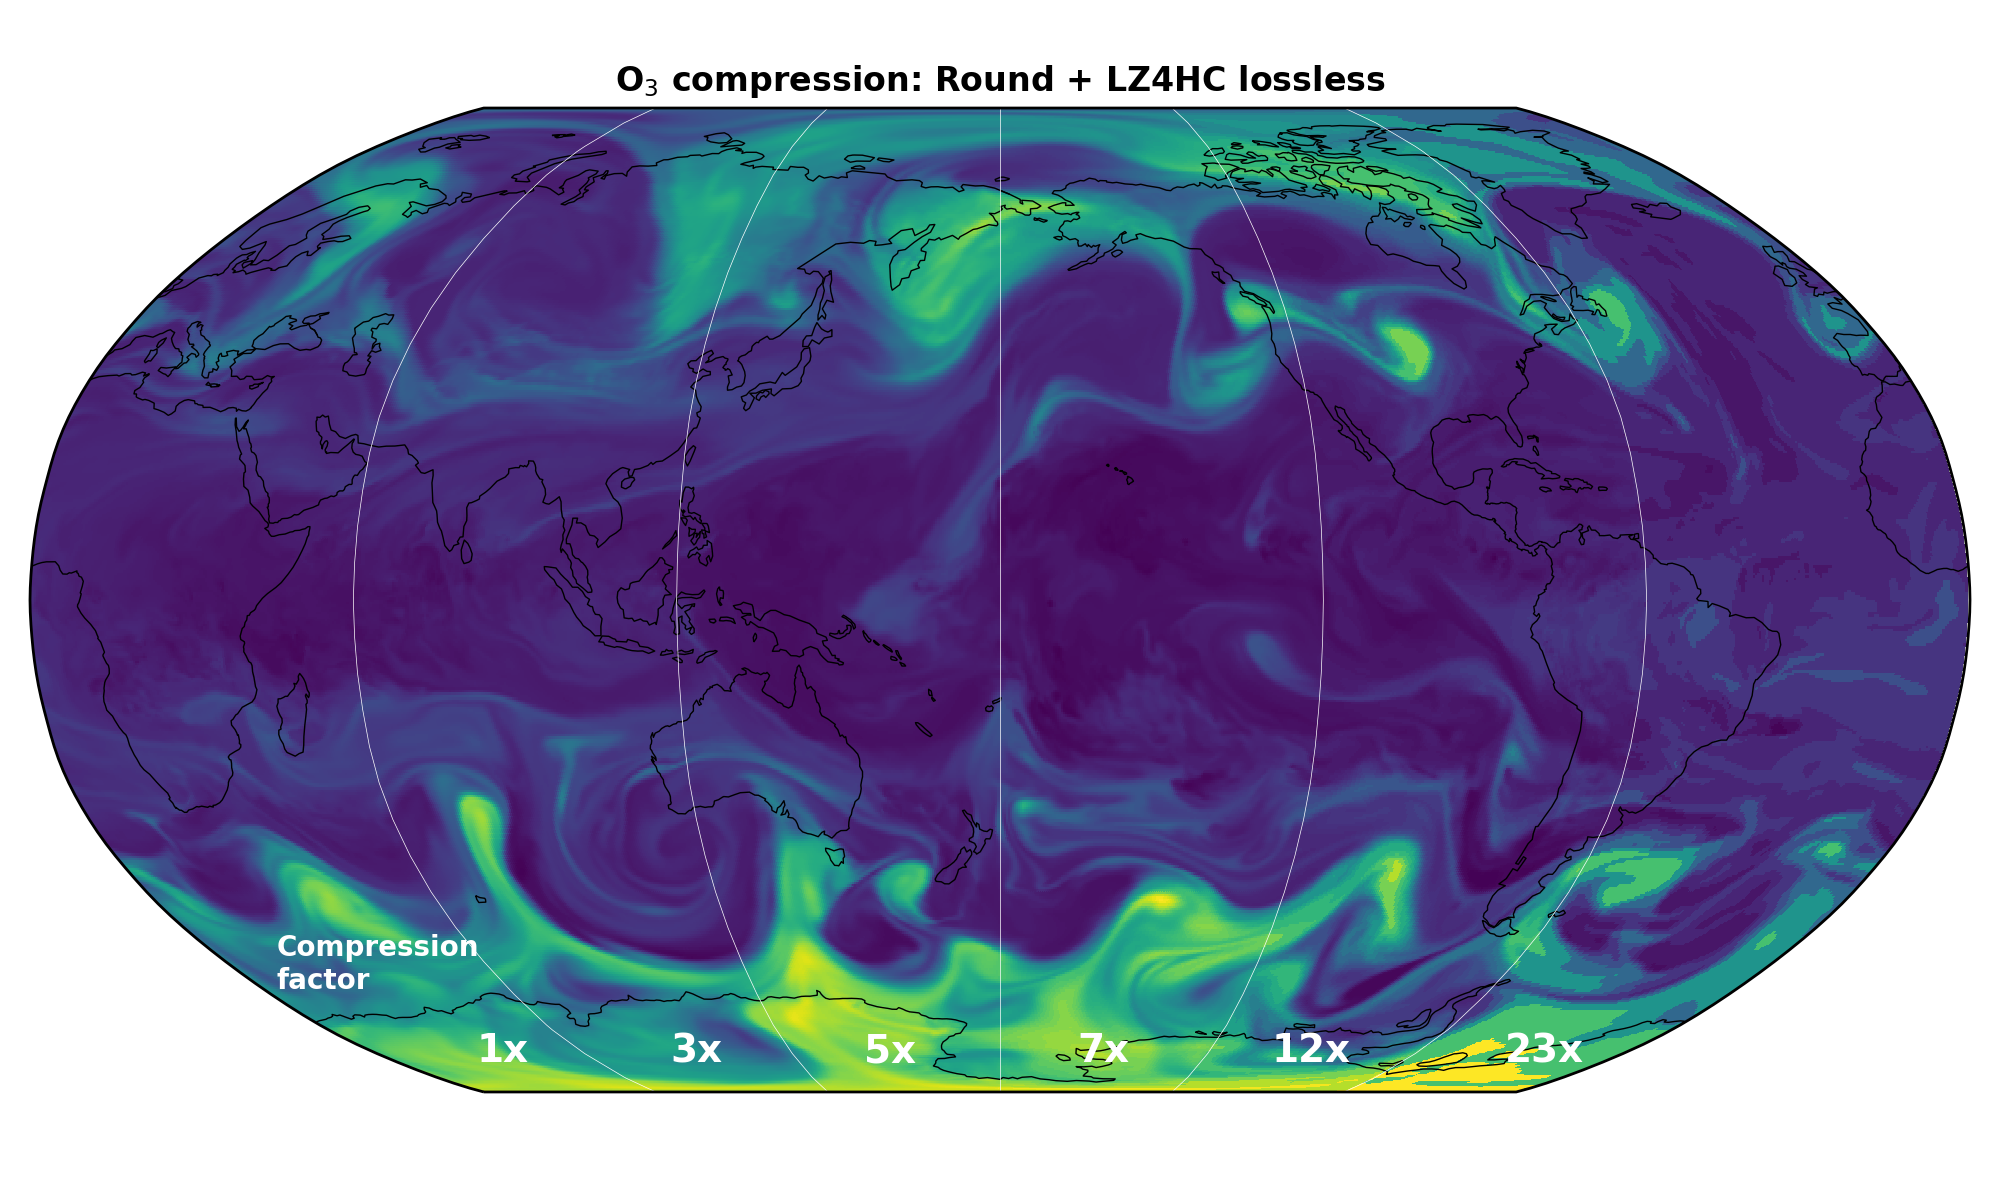 O₃ compression: Round + LZ4HC lossless
Compression
factor
1x 3x 5x 7x 12x 23x